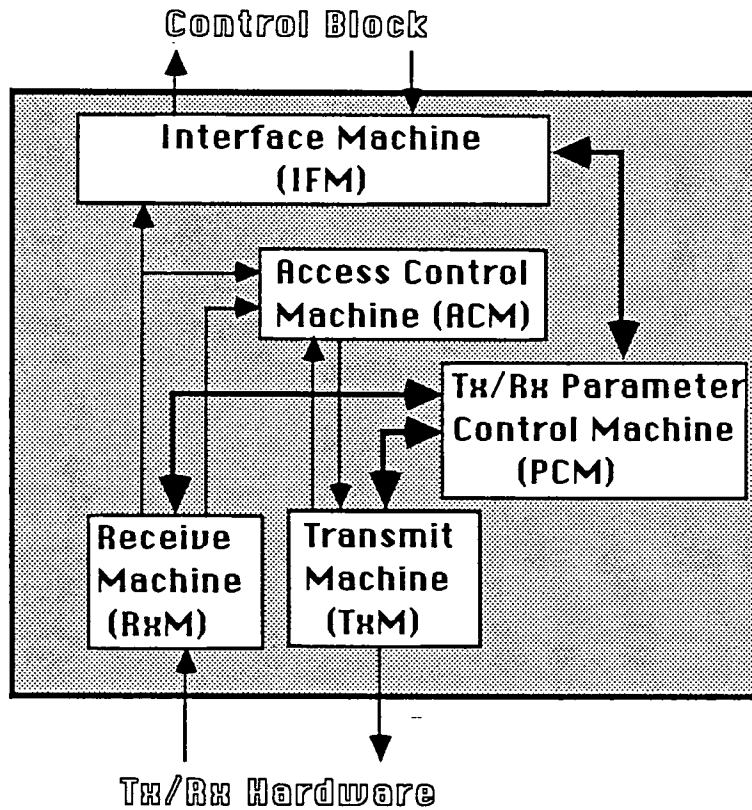 Control Block
Interface Machine
(IFM)
Access Control
Machine (ACM)
Tx/Rx Parameter
Control Machine
(PCM)
Receive
Machine
(RxM)
Transmit
Machine
(TxM)
Tx/Rx Hardware